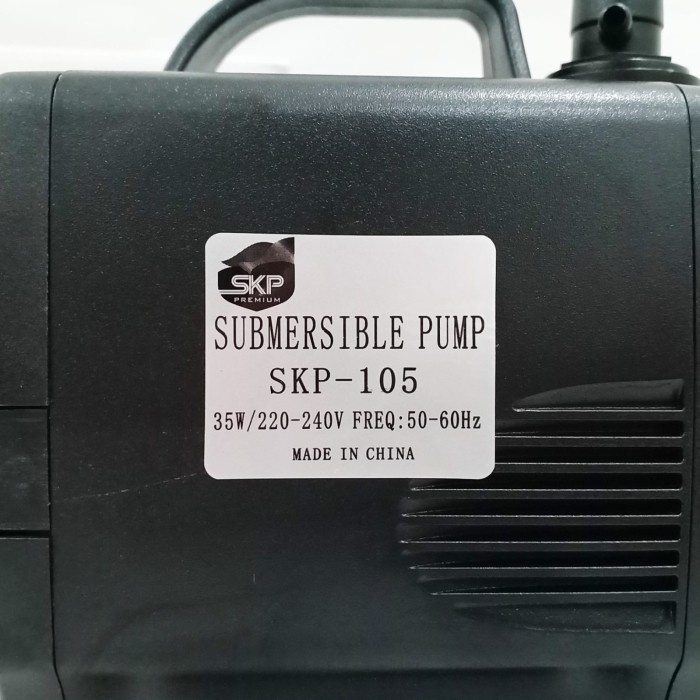 SKP
PREMIUM
SUBMERSIBLE PUMP
SKP-105
35W/220-240V FREQ:50-60Hz
MADE IN CHINA